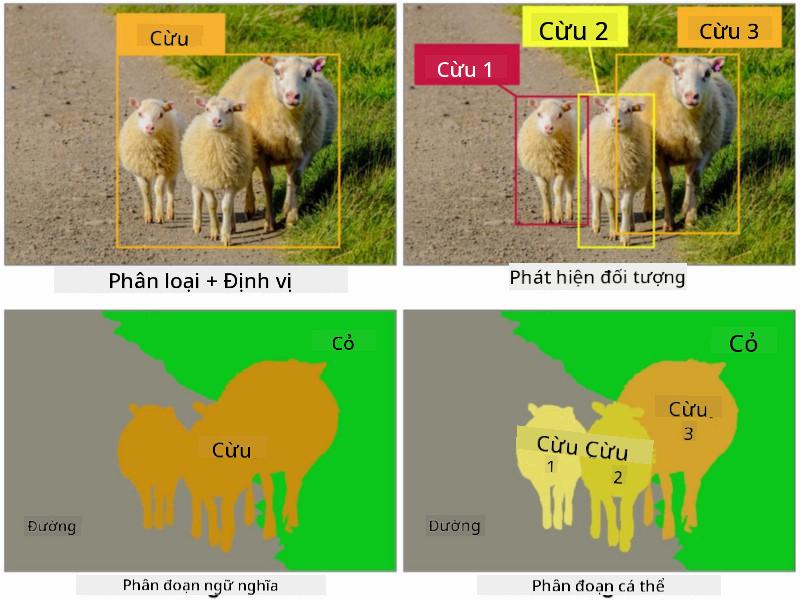 Cừu
Cừu 1
Cừu 2
Cừu 3
Phân loại + Định vị
Phát hiện đối tượng
Cỏ
Cừu
Đường
Cỏ
Cừu
3
Cừu
1
Cừu
2
Đường
Phân đoạn ngữ nghĩa
Phân đoạn cá thể